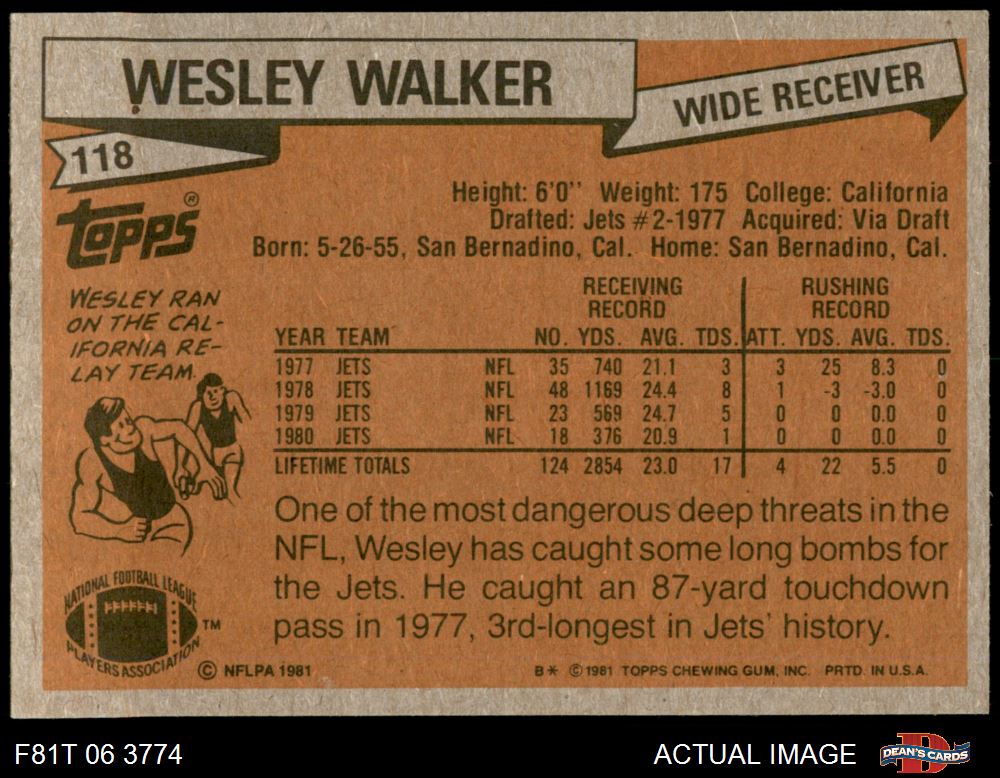 WESLEY WALKER
WIDE RECEIVER
118
topps®
Height: 6'0'' Weight: 175 College: California
Drafted: Jets #2-1977 Acquired: Via Draft
Born: 5-26-55, San Bernadino, Cal. Home: San Bernadino, Cal.
WESLEY RAN
ON THE CAL-
IFORNIA RE-
LAY TEAM.
RECEIVING RUSHING
RECORD RECORD
YEAR TEAM NO. YDS. AVG. TDS. ATT. YDS. AVG. TDS.
1977 JETS NFL 35 740 21.1 3 3 25 8.3 0
1978 JETS NFL 48 1169 24.4 8 1 -3 -3.0 0
1979 JETS NFL 23 569 24.7 5 0 0 0.0 0
1980 JETS NFL 18 376 20.9 1 0 0 0.0 0
LIFETIME TOTALS 124 2854 23.0 17 4 22 5.5 0
One of the most dangerous deep threats in the
NFL, Wesley has caught some long bombs for
the Jets. He caught an 87-yard touchdown
pass in 1977, 3rd-longest in Jets' history.
NATIONAL FOOTBALL LEAGUE
PLAYERS ASSOCIATION
TM
© NFLPA 1981
B* © 1981 TOPPS CHEWING GUM, INC. PRTD. IN U.S.A.
F81T 06 3774
ACTUAL IMAGE
D
DEAN'S CARDS